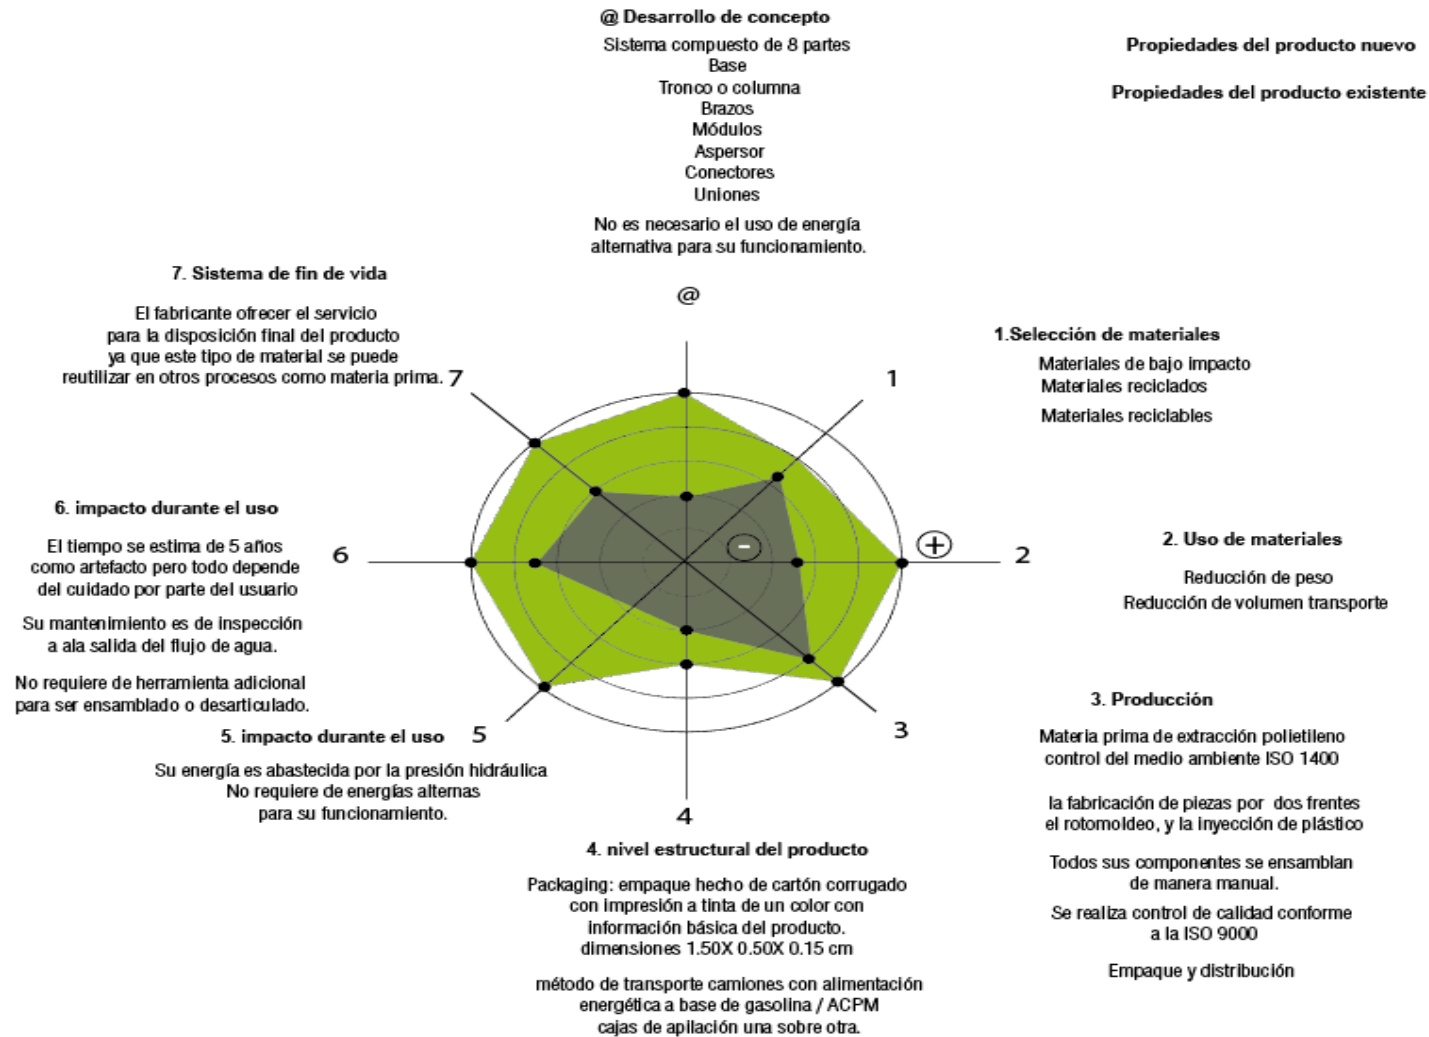 @ Desarrollo de concepto
Sistema compuesto de 8 partes
Base
Tronco o columna
Brazos
Módulos
Aspersor
Conectores
Uniones
No es necesario el uso de energía
alternativa para su funcionamiento.
Propiedades del producto nuevo
Propiedades del producto existente
7. Sistema de fin de vida
El fabricante ofrecer el servicio
para la disposición final del producto
ya que este tipo de material se puede
reutilizar en otros procesos como materia prima.
@
1
2
3
4
5
6
7
-
+
1.Selección de materiales
Materiales de bajo impacto
Materiales reciclados
Materiales reciclables
2. Uso de materiales
Reducción de peso
Reducción de volumen transporte
3. Producción
Materia prima de extracción polietileno
control del medio ambiente ISO 1400
la fabricación de piezas por dos frentes
el rotomoldeo, y la inyección de plástico
Todos sus componentes se ensamblan
de manera manual.
Se realiza control de calidad conforme
a la ISO 9000
Empaque y distribución
6. impacto durante el uso
El tiempo se estima de 5 años
como artefacto pero todo depende
del cuidado por parte del usuario
Su mantenimiento es de inspección
a ala salida del flujo de agua.
No requiere de herramienta adicional
para ser ensamblado o desarticulado.
5. impacto durante el uso
Su energía es abastecida por la presión hidráulica
No requiere de energías alternas
para su funcionamiento.
4. nivel estructural del producto
Packaging: empaque hecho de cartón corrugado
con impresión a tinta de un color con
información básica del producto.
dimensiones 1.50X 0.50X 0.15 cm
método de transporte camiones con alimentación
energética a base de gasolina / ACPM
cajas de apilación una sobre otra.